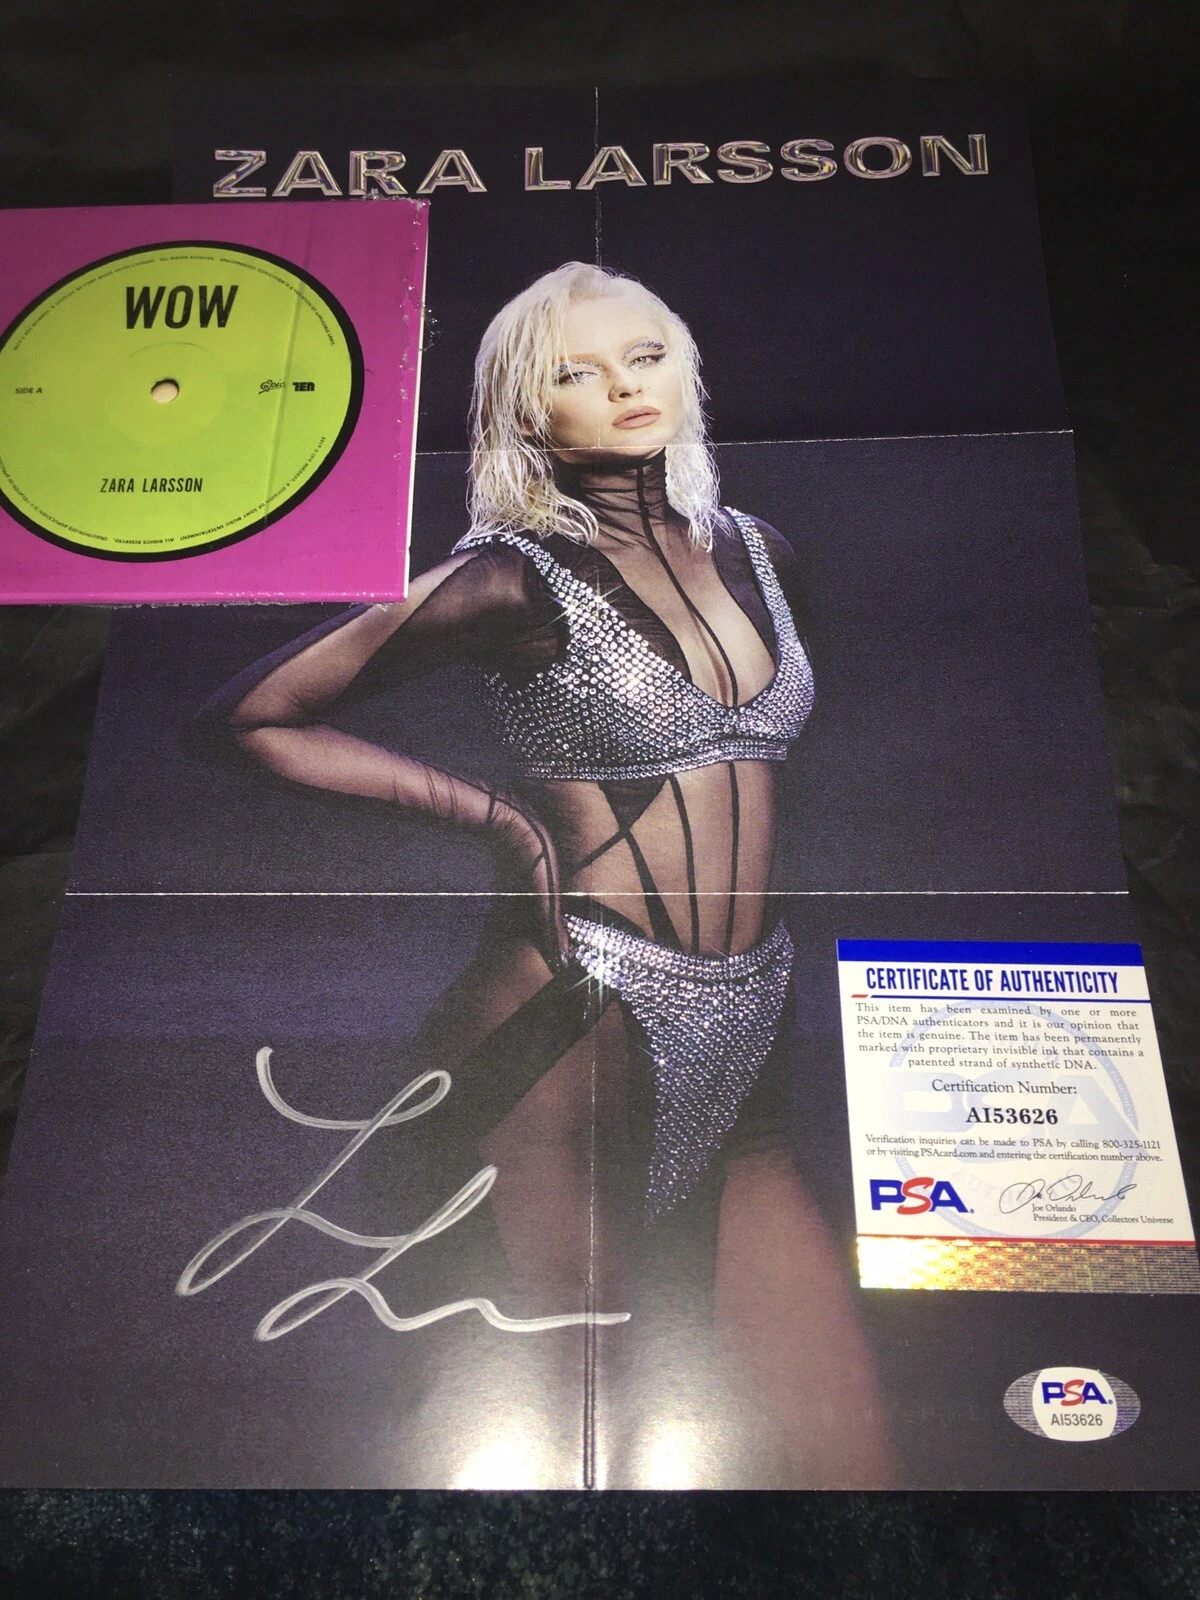 ZARA LARSSON
WOW
SIDE A
epic TEN
ZARA LARSSON
CERTIFICATE OF AUTHENTICITY
This item has been examined by one or more
PSA/DNA authenticators and it is our opinion that
the item is genuine. The item has been permanently
marked with proprietary invisible ink that contains a
patented strand of synthetic DNA.
Certification Number:
AI53626
Verification inquiries can be made to PSA by calling 800-325-1121
or by visiting PSAcard.com and entering the certification number above.
PSA.
Joe Orlando
Joe Orlando
President & CEO, Collectors Universe
PSA.
AI53626